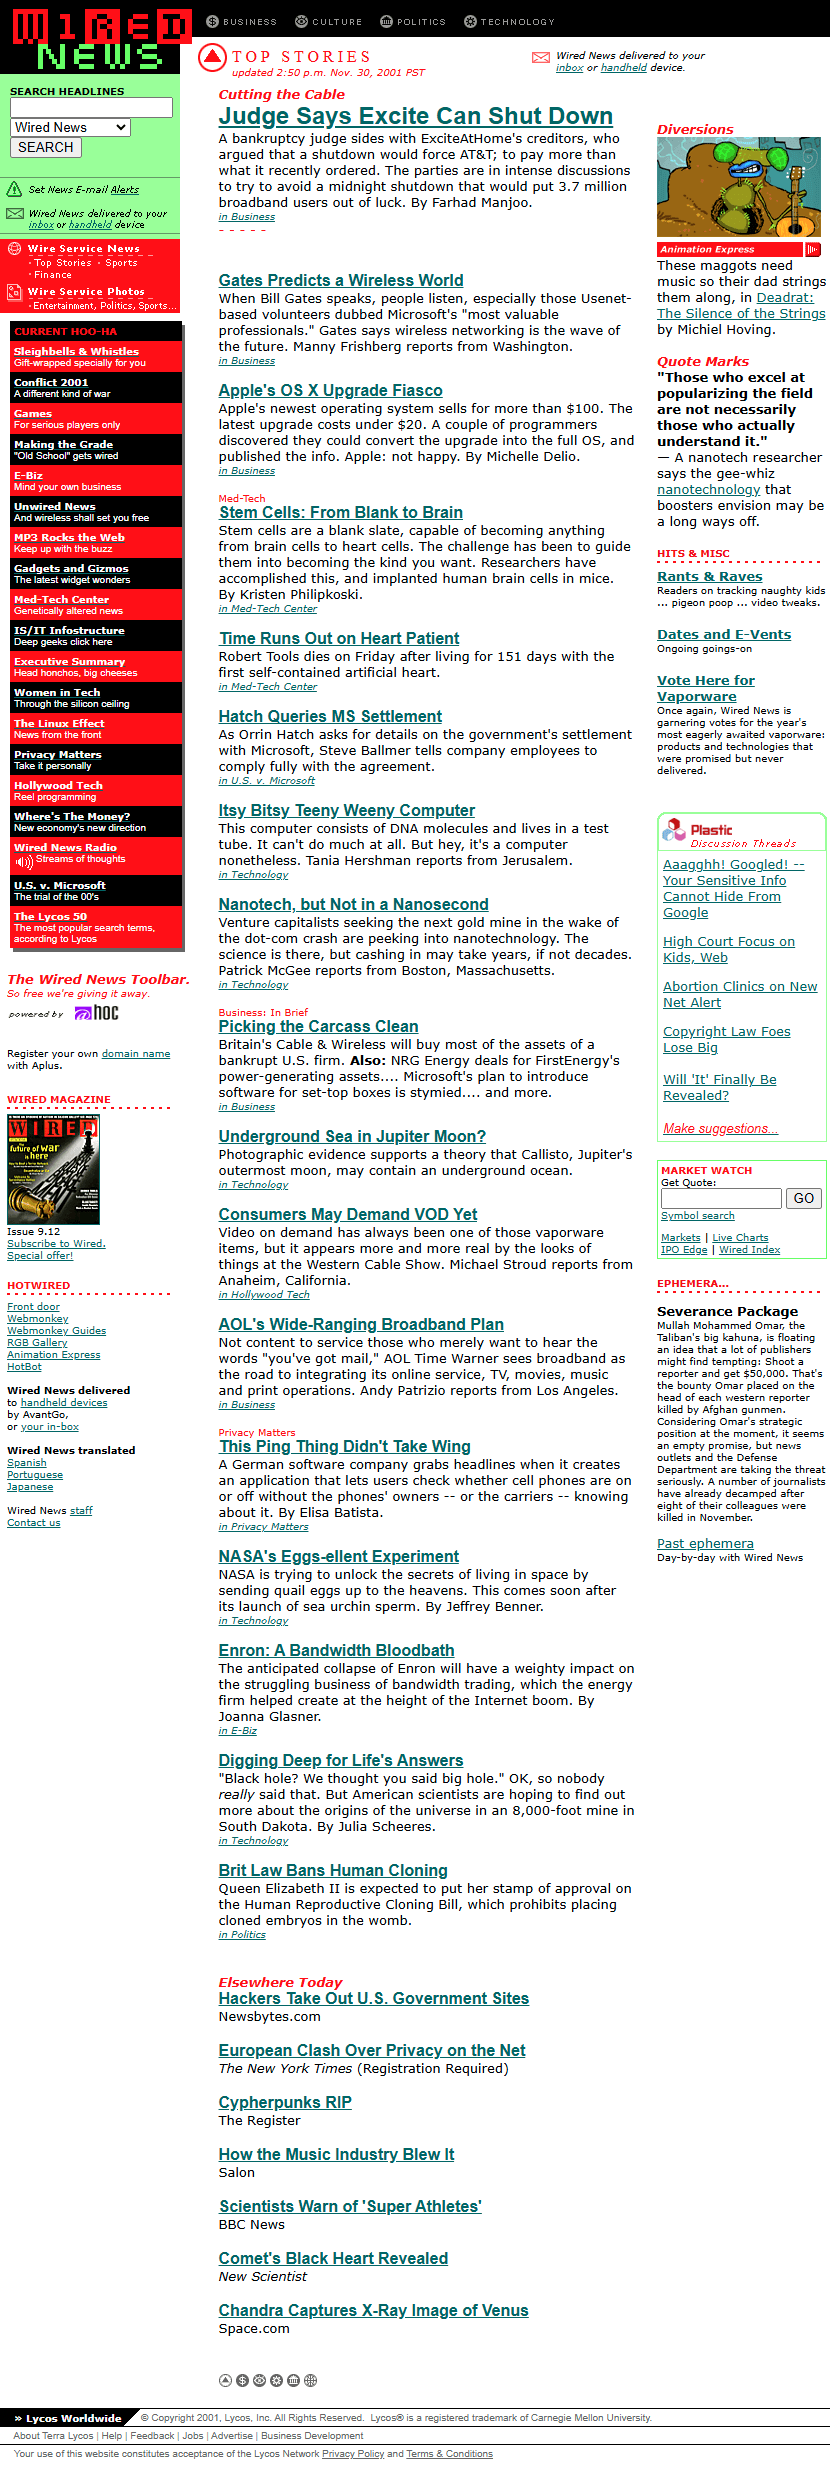 WIRED
NEWS
BUSINESS
CULTURE
POLITICS
TECHNOLOGY
TOP STORIES
updated 2:50 p.m. Nov. 30, 2001 PST
Wired News delivered to your
inbox or handheld device.
SEARCH HEADLINES
Wired News
SEARCH
Set News E-mail Alerts
Wired News delivered to your
inbox or handheld device
Wire Service News
· Top Stories · Sports
· Finance
Wire Service Photos
· Entertainment, Politics, Sports...
CURRENT HOO-HA
Sleighbells & Whistles
Gift-wrapped specially for you
Conflict 2001
A different kind of war
Games
For serious players only
Making the Grade
"Old School" gets wired
E-Biz
Mind your own business
Unwired News
And wireless shall set you free
MP3 Rocks the Web
Keep up with the buzz
Gadgets and Gizmos
The latest widget wonders
Med-Tech Center
Genetically altered news
IS/IT Infostructure
Deep geeks click here
Executive Summary
Head honchos, big cheeses
Women in Tech
Through the silicon ceiling
The Linux Effect
News from the front
Privacy Matters
Take it personally
Hollywood Tech
Reel programming
Where's The Money?
New economy's new direction
Wired News Radio
Streams of thoughts
U.S. v. Microsoft
The trial of the 00's
The Lycos 50
The most popular search terms,
according to Lycos
The Wired News Toolbar.
So free we're giving it away.
powered by
Register your own domain name
with Aplus.
WIRED MAGAZINE
WIRED
future of war
is here
Issue 9.12
Subscribe to Wired.
Special offer!
HOTWIRED
Front door
Webmonkey
Webmonkey Guides
RGB Gallery
Animation Express
HotBot
Wired News delivered
to handheld devices
by AvantGo,
or your in-box
Wired News translated
Spanish
Portuguese
Japanese
Wired News staff
Contact us
Cutting the Cable
Judge Says Excite Can Shut Down
A bankruptcy judge sides with ExciteAtHome's creditors, who
argued that a shutdown would force AT&T; to pay more than
what it recently ordered. The parties are in intense discussions
to try to avoid a midnight shutdown that would put 3.7 million
broadband users out of luck. By Farhad Manjoo.
in Business
- - - - -
Gates Predicts a Wireless World
When Bill Gates speaks, people listen, especially those Usenet-
based volunteers dubbed Microsoft's "most valuable
professionals." Gates says wireless networking is the wave of
the future. Manny Frishberg reports from Washington.
in Business
Apple's OS X Upgrade Fiasco
Apple's newest operating system sells for more than $100. The
latest upgrade costs under $20. A couple of programmers
discovered they could convert the upgrade into the full OS, and
published the info. Apple: not happy. By Michelle Delio.
in Business
Med-Tech
Stem Cells: From Blank to Brain
Stem cells are a blank slate, capable of becoming anything
from brain cells to heart cells. The challenge has been to guide
them into becoming the kind you want. Researchers have
accomplished this, and implanted human brain cells in mice.
By Kristen Philipkoski.
in Med-Tech Center
Time Runs Out on Heart Patient
Robert Tools dies on Friday after living for 151 days with the
first self-contained artificial heart.
in Med-Tech Center
Hatch Queries MS Settlement
As Orrin Hatch asks for details on the government's settlement
with Microsoft, Steve Ballmer tells company employees to
comply fully with the agreement.
in U.S. v. Microsoft
Itsy Bitsy Teeny Weeny Computer
This computer consists of DNA molecules and lives in a test
tube. It can't do much at all. But hey, it's a computer
nonetheless. Tania Hershman reports from Jerusalem.
in Technology
Nanotech, but Not in a Nanosecond
Venture capitalists seeking the next gold mine in the wake of
the dot-com crash are peeking into nanotechnology. The
science is there, but cashing in may take years, if not decades.
Patrick McGee reports from Boston, Massachusetts.
in Technology
Business: In Brief
Picking the Carcass Clean
Britain's Cable & Wireless will buy most of the assets of a
bankrupt U.S. firm. Also: NRG Energy deals for FirstEnergy's
power-generating assets.... Microsoft's plan to introduce
software for set-top boxes is stymied.... and more.
in Business
Underground Sea in Jupiter Moon?
Photographic evidence supports a theory that Callisto, Jupiter's
outermost moon, may contain an underground ocean.
in Technology
Consumers May Demand VOD Yet
Video on demand has always been one of those vaporware
items, but it appears more and more real by the looks of
things at the Western Cable Show. Michael Stroud reports from
Anaheim, California.
in Hollywood Tech
AOL's Wide-Ranging Broadband Plan
Not content to service those who merely want to hear the
words "you've got mail," AOL Time Warner sees broadband as
the road to integrating its online service, TV, movies, music
and print operations. Andy Patrizio reports from Los Angeles.
in Business
Privacy Matters
This Ping Thing Didn't Take Wing
A German software company grabs headlines when it creates
an application that lets users check whether cell phones are on
or off without the phones' owners -- or the carriers -- knowing
about it. By Elisa Batista.
in Privacy Matters
NASA's Eggs-ellent Experiment
NASA is trying to unlock the secrets of living in space by
sending quail eggs up to the heavens. This comes soon after
its launch of sea urchin sperm. By Jeffrey Benner.
in Technology
Enron: A Bandwidth Bloodbath
The anticipated collapse of Enron will have a weighty impact on
the struggling business of bandwidth trading, which the energy
firm helped create at the height of the Internet boom. By
Joanna Glasner.
in E-Biz
Digging Deep for Life's Answers
"Black hole? We thought you said big hole." OK, so nobody
really said that. But American scientists are hoping to find out
more about the origins of the universe in an 8,000-foot mine in
South Dakota. By Julia Scheeres.
in Technology
Brit Law Bans Human Cloning
Queen Elizabeth II is expected to put her stamp of approval on
the Human Reproductive Cloning Bill, which prohibits placing
cloned embryos in the womb.
in Politics
Elsewhere Today
Hackers Take Out U.S. Government Sites
Newsbytes.com
European Clash Over Privacy on the Net
The New York Times (Registration Required)
Cypherpunks RIP
The Register
How the Music Industry Blew It
Salon
Scientists Warn of 'Super Athletes'
BBC News
Comet's Black Heart Revealed
New Scientist
Chandra Captures X-Ray Image of Venus
Space.com
Diversions
Animation Express
These maggots need
music so their dad strings
them along, in Deadrat:
The Silence of the Strings
by Michiel Hoving.
Quote Marks
"Those who excel at
popularizing the field
are not necessarily
those who actually
understand it."
— A nanotech researcher
says the gee-whiz
nanotechnology that
boosters envision may be
a long ways off.
HITS & MISC
Rants & Raves
Readers on tracking naughty kids
... pigeon poop ... video tweaks.
Dates and E-Vents
Ongoing goings-on
Vote Here for
Vaporware
Once again, Wired News is
garnering votes for the year's
most eagerly awaited vaporware:
products and technologies that
were promised but never
delivered.
Plastic
Discussion Threads
Aaagghh! Googled! --
Your Sensitive Info
Cannot Hide From
Google
High Court Focus on
Kids, Web
Abortion Clinics on New
Net Alert
Copyright Law Foes
Lose Big
Will 'It' Finally Be
Revealed?
Make suggestions...
MARKET WATCH
Get Quote:
GO
Symbol search
Markets | Live Charts
IPO Edge | Wired Index
EPHEMERA...
Severance Package
Mullah Mohammed Omar, the
Taliban's big kahuna, is floating
an idea that a lot of publishers
might find tempting: Shoot a
reporter and get $50,000. That's
the bounty Omar placed on the
head of each western reporter
killed by Afghan gunmen.
Considering Omar's strategic
position at the moment, it seems
an empty promise, but news
outlets and the Defense
Department are taking the threat
seriously. A number of journalists
have already decamped after
eight of their colleagues were
killed in November.
Past ephemera
Day-by-day with Wired News
» Lycos Worldwide
© Copyright 2001, Lycos, Inc. All Rights Reserved. Lycos® is a registered trademark of Carnegie Mellon University.
About Terra Lycos | Help | Feedback | Jobs | Advertise | Business Development
Your use of this website constitutes acceptance of the Lycos Network Privacy Policy and Terms & Conditions